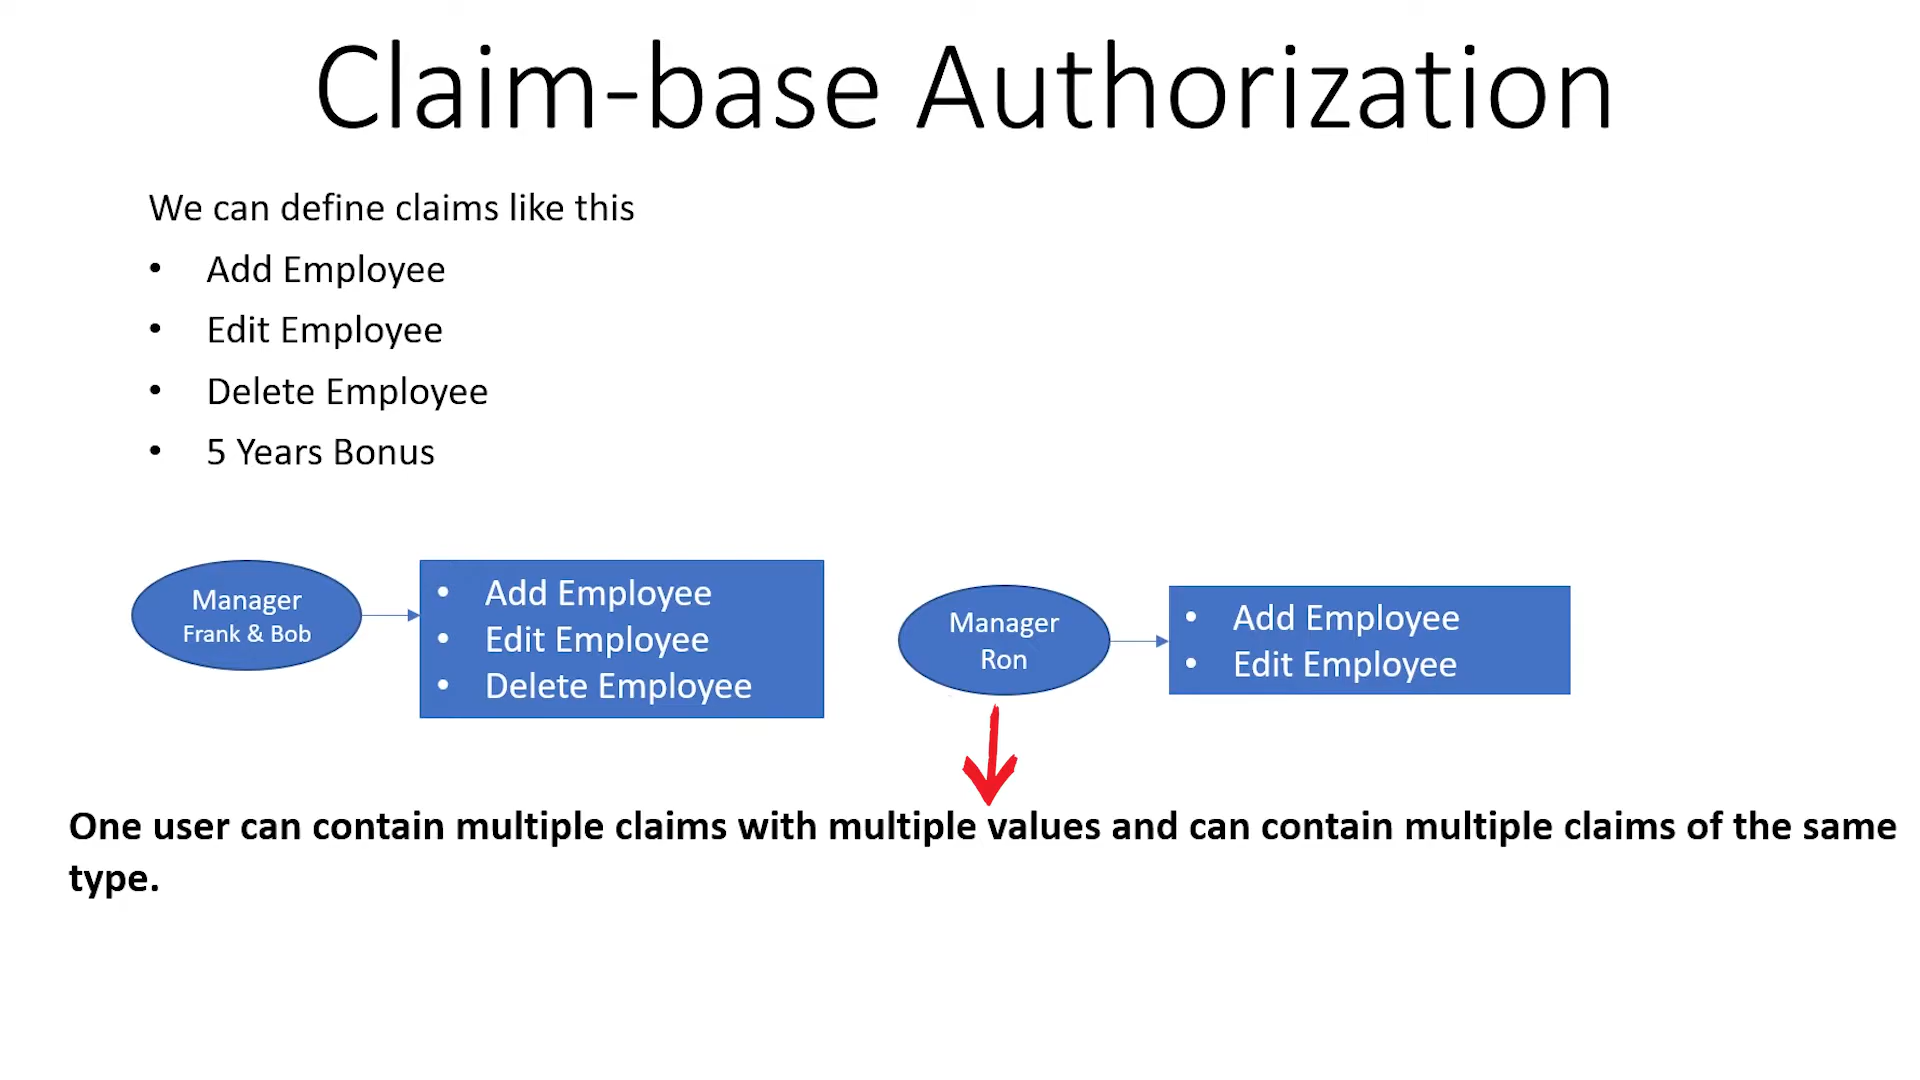 Claim-base Authorization
We can define claims like this
• Add Employee
• Edit Employee
• Delete Employee
• 5 Years Bonus
Manager
Frank & Bob
• Add Employee
• Edit Employee
• Delete Employee
Manager
Ron
• Add Employee
• Edit Employee
One user can contain multiple claims with multiple values and can contain multiple claims of the same
type.